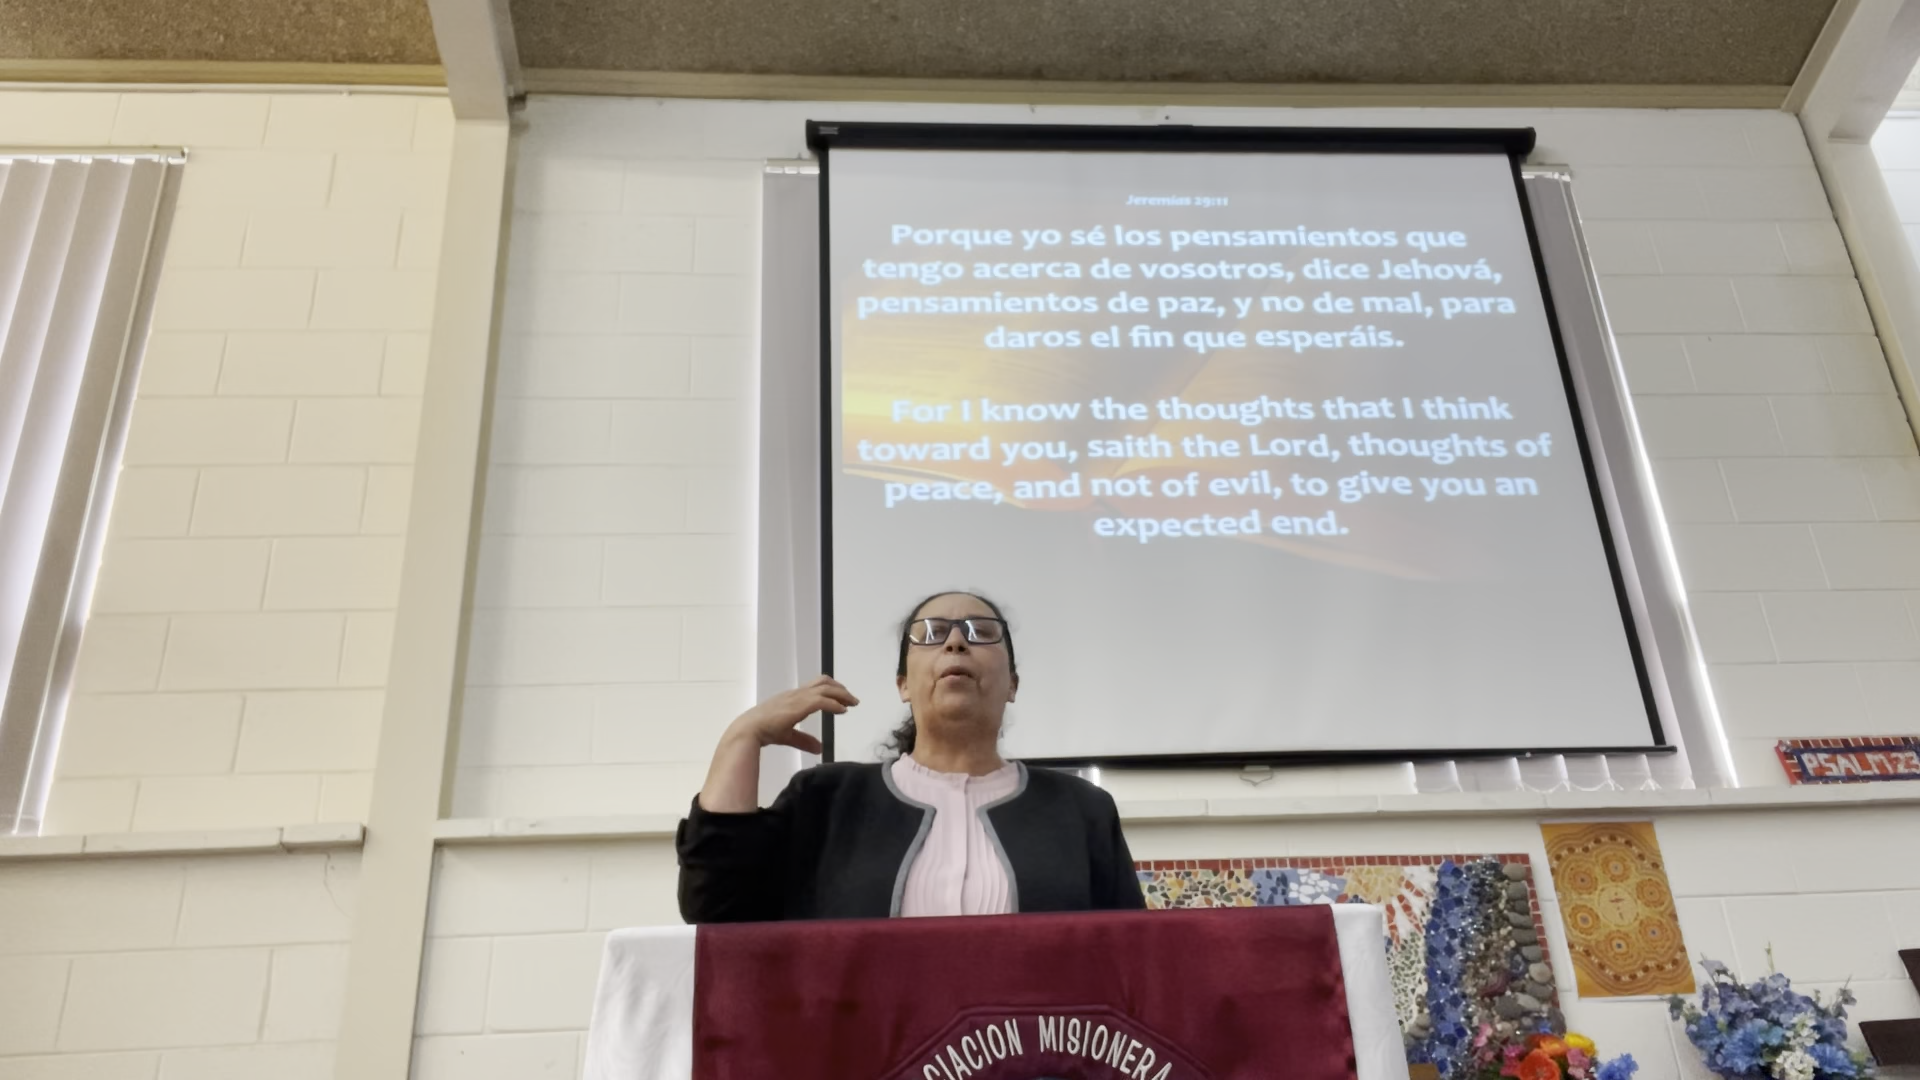 Jeremías 29:11
Porque yo sé los pensamientos que
tengo acerca de vosotros, dice Jehová,
pensamientos de paz, y no de mal, para
daros el fin que esperáis.
For I know the thoughts that I think
toward you, saith the Lord, thoughts of
peace, and not of evil, to give you an
expected end.
PSALM 23
CIACION MISIONERA